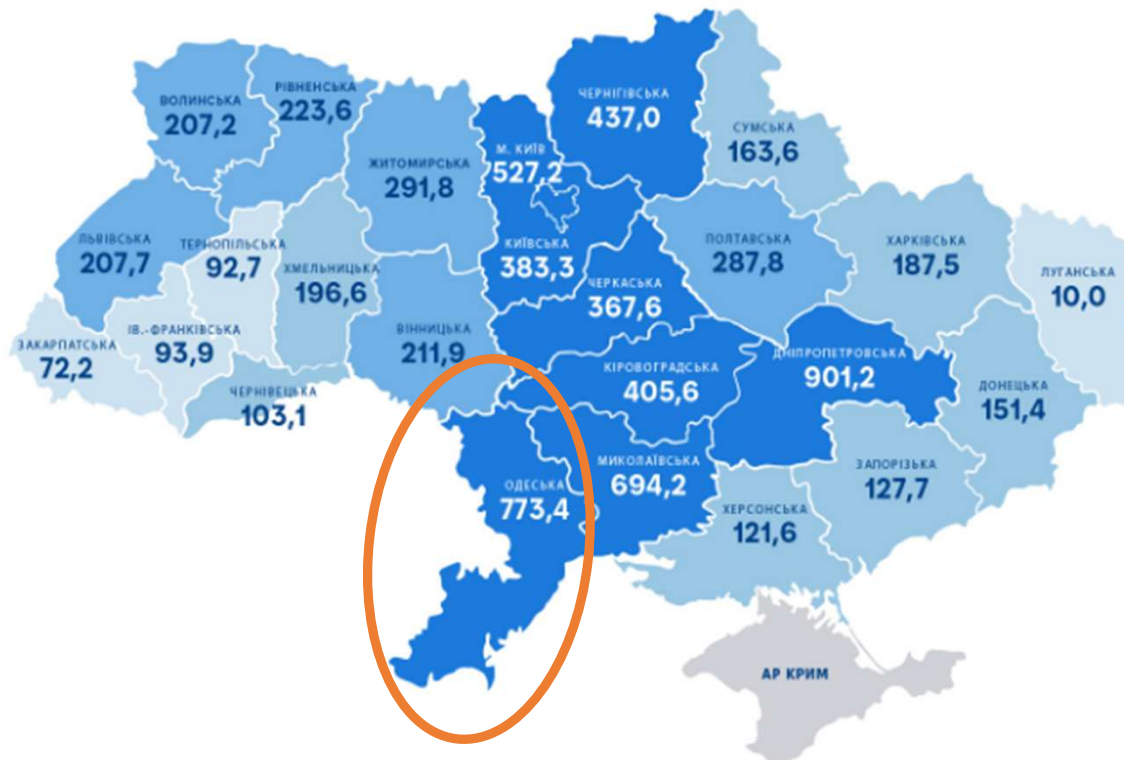 ВОЛИНСЬКА
207,2
РІВНЕНСЬКА
223,6
ЖИТОМИРСЬКА
291,8
М. КИЇВ
527,2
ЧЕРНІГІВСЬКА
437,0
СУМСЬКА
163,6
ЛЬВІВСЬКА
207,7
ТЕРНОПІЛЬСЬКА
92,7
ХМЕЛЬНИЦЬКА
196,6
КИЇВСЬКА
383,3
ЧЕРКАСЬКА
367,6
ПОЛТАВСЬКА
287,8
ХАРКІВСЬКА
187,5
ЛУГАНСЬКА
10,0
ЗАКАРПАТСЬКА
72,2
ІВ.-ФРАНКІВСЬКА
93,9
ЧЕРНІВЕЦЬКА
103,1
ВІННИЦЬКА
211,9
КІРОВОГРАДСЬКА
405,6
ДНІПРОПЕТРОВСЬКА
901,2
ДОНЕЦЬКА
151,4
ОДЕСЬКА
773,4
МИКОЛАЇВСЬКА
694,2
ХЕРСОНСЬКА
121,6
ЗАПОРІЗЬКА
127,7
АР КРИМ